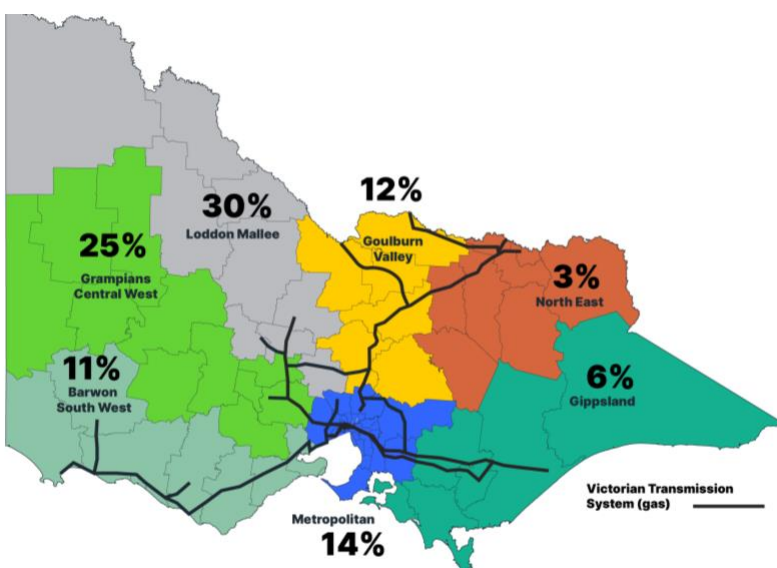 12%
30%
Loddon Mallee
Goulburn
Valley
25%
Grampians
Central West
3%
North East
11%
Barwon
South West
6%
Gippsland
Victorian Transmission
System (gas)
Metropolitan
14%